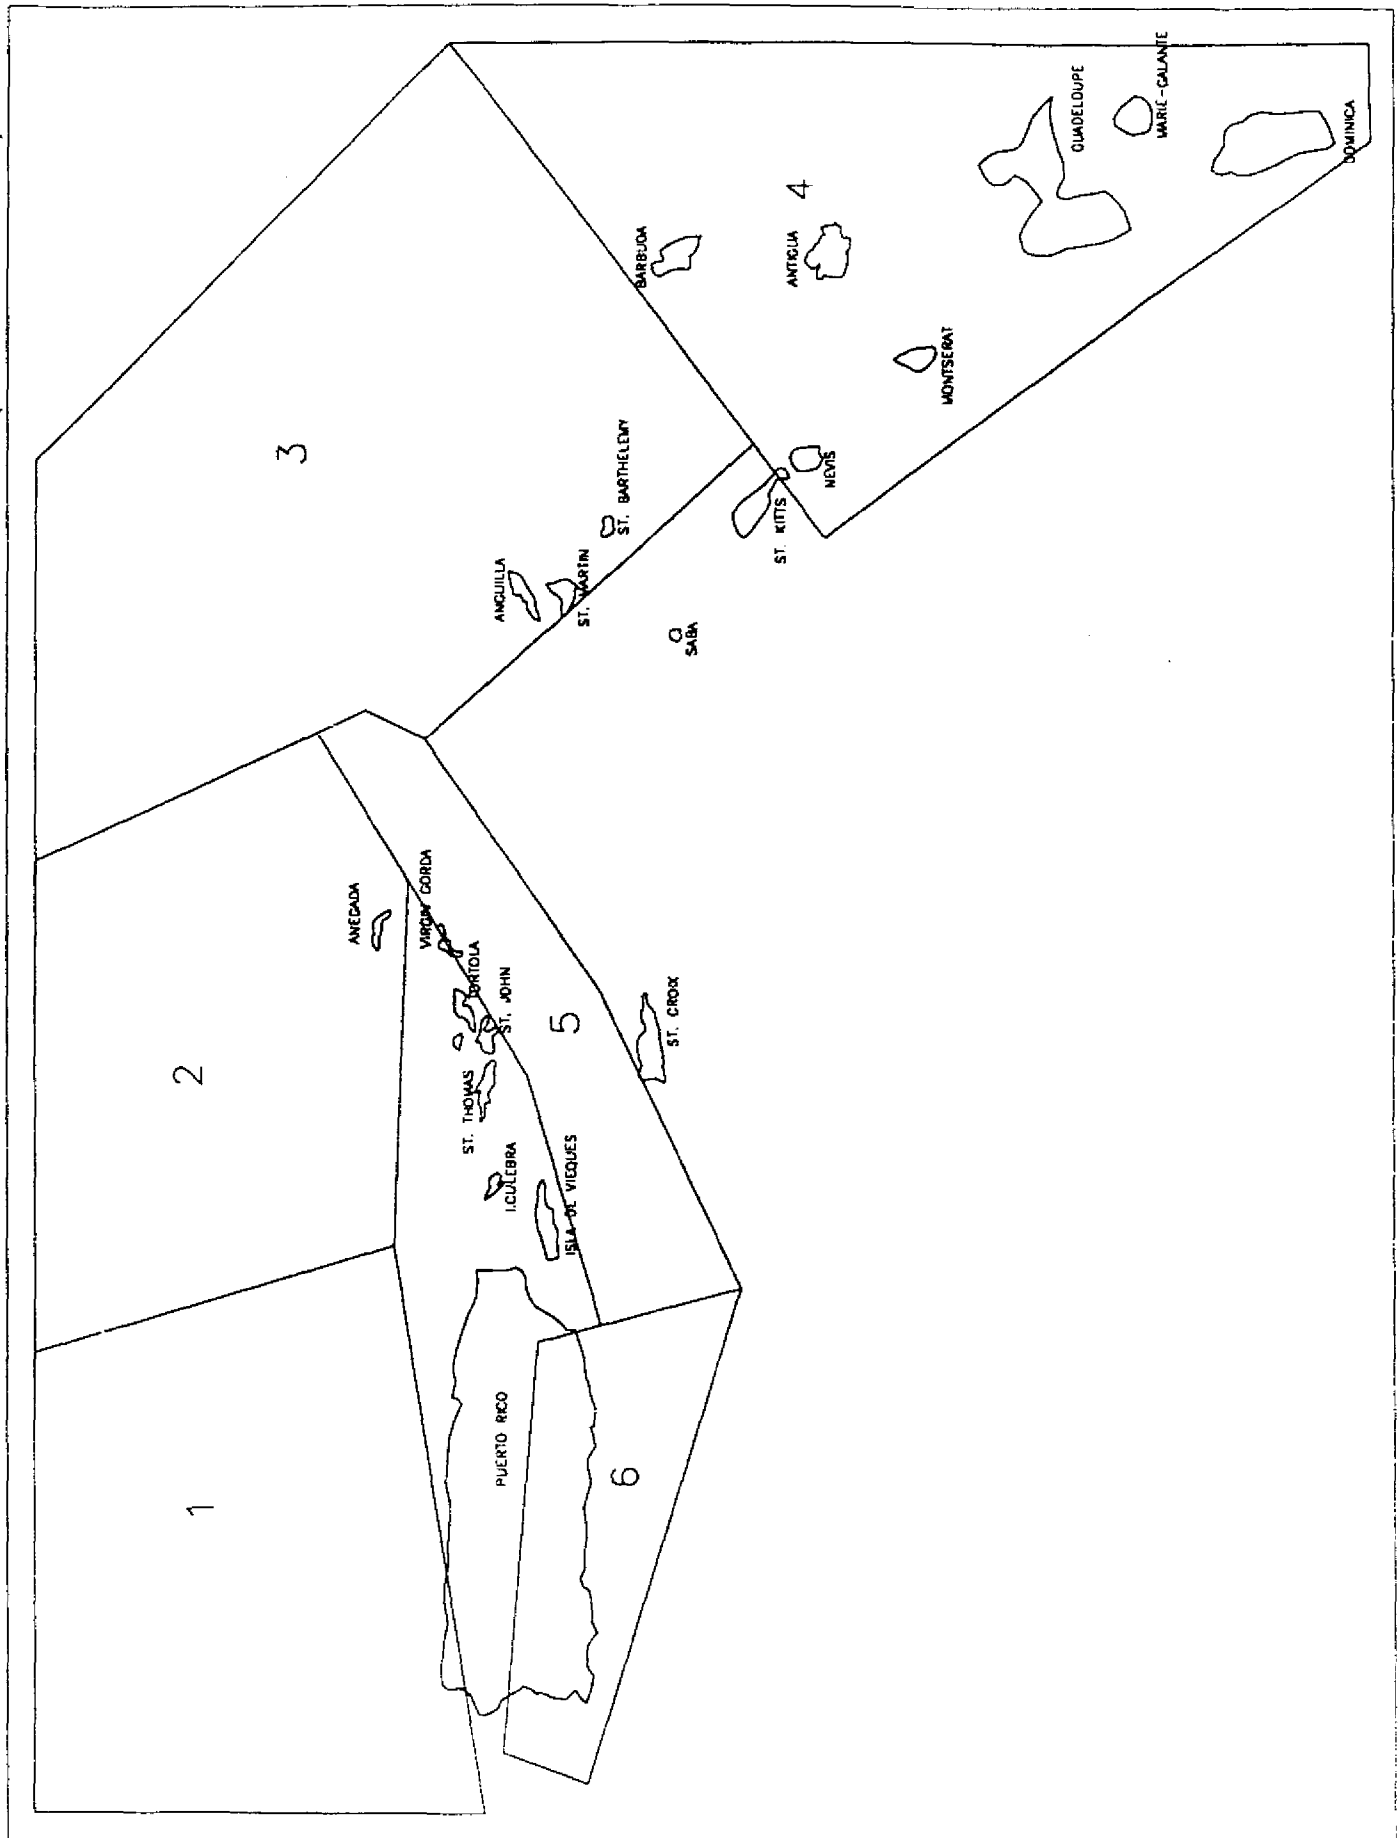 1
2
3
4
5
6
PUERTO RICO
ISLA DE VIEQUES
I.CULEBRA
ST. THOMAS
ST. JOHN
TORTOLA
VIRGIN GORDA
ANEGADA
ST. CROIX
ANGUILLA
ST. MARTIN
ST. BARTHELEMY
SABA
ST. KITTS
NEVIS
BARBUDA
ANTIGUA
MONTSERAT
QUADELOUPE
MARIE-GALANTE
DOMINICA